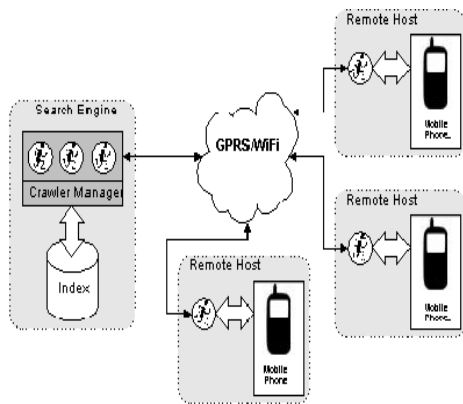 Remote Host
Mobile
Phone
Search Engine
Crawler Manager
Index
GPRS/WiFi
Remote Host
Mobile
Phone
Remote Host
Mobile
Phone